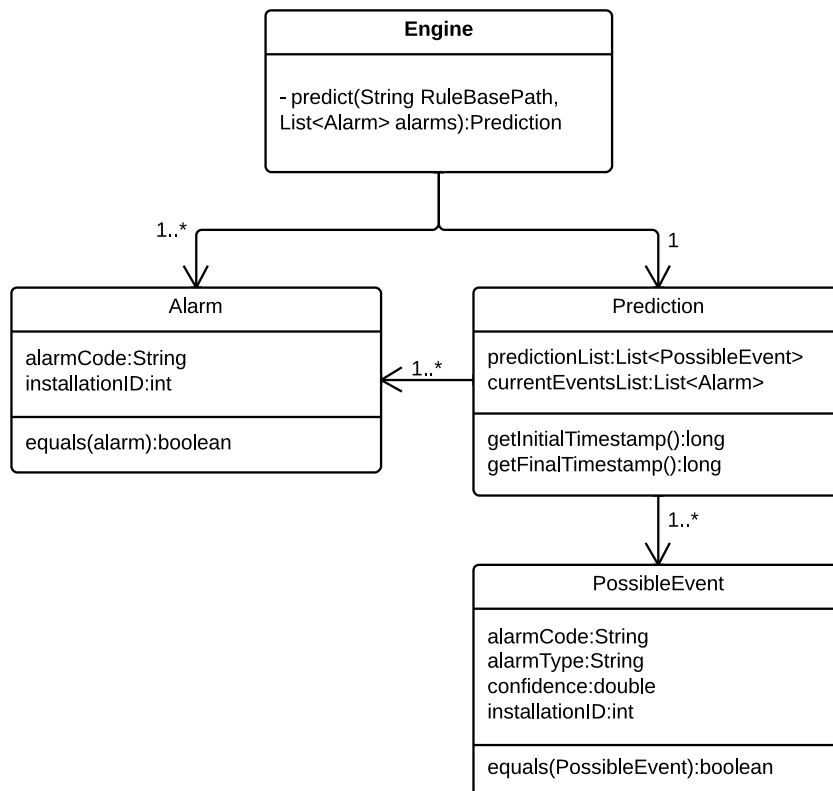 Engine
- predict(String RuleBasePath,
List<Alarm> alarms):Prediction
1..*
1
Alarm
alarmCode:String
installationID:int
equals(alarm):boolean
1..*
Prediction
predictionList:List<PossibleEvent>
currentEventsList:List<Alarm>
getInitialTimestamp():long
getFinalTimestamp():long
1..*
PossibleEvent
alarmCode:String
alarmType:String
confidence:double
installationID:int
equals(PossibleEvent):boolean